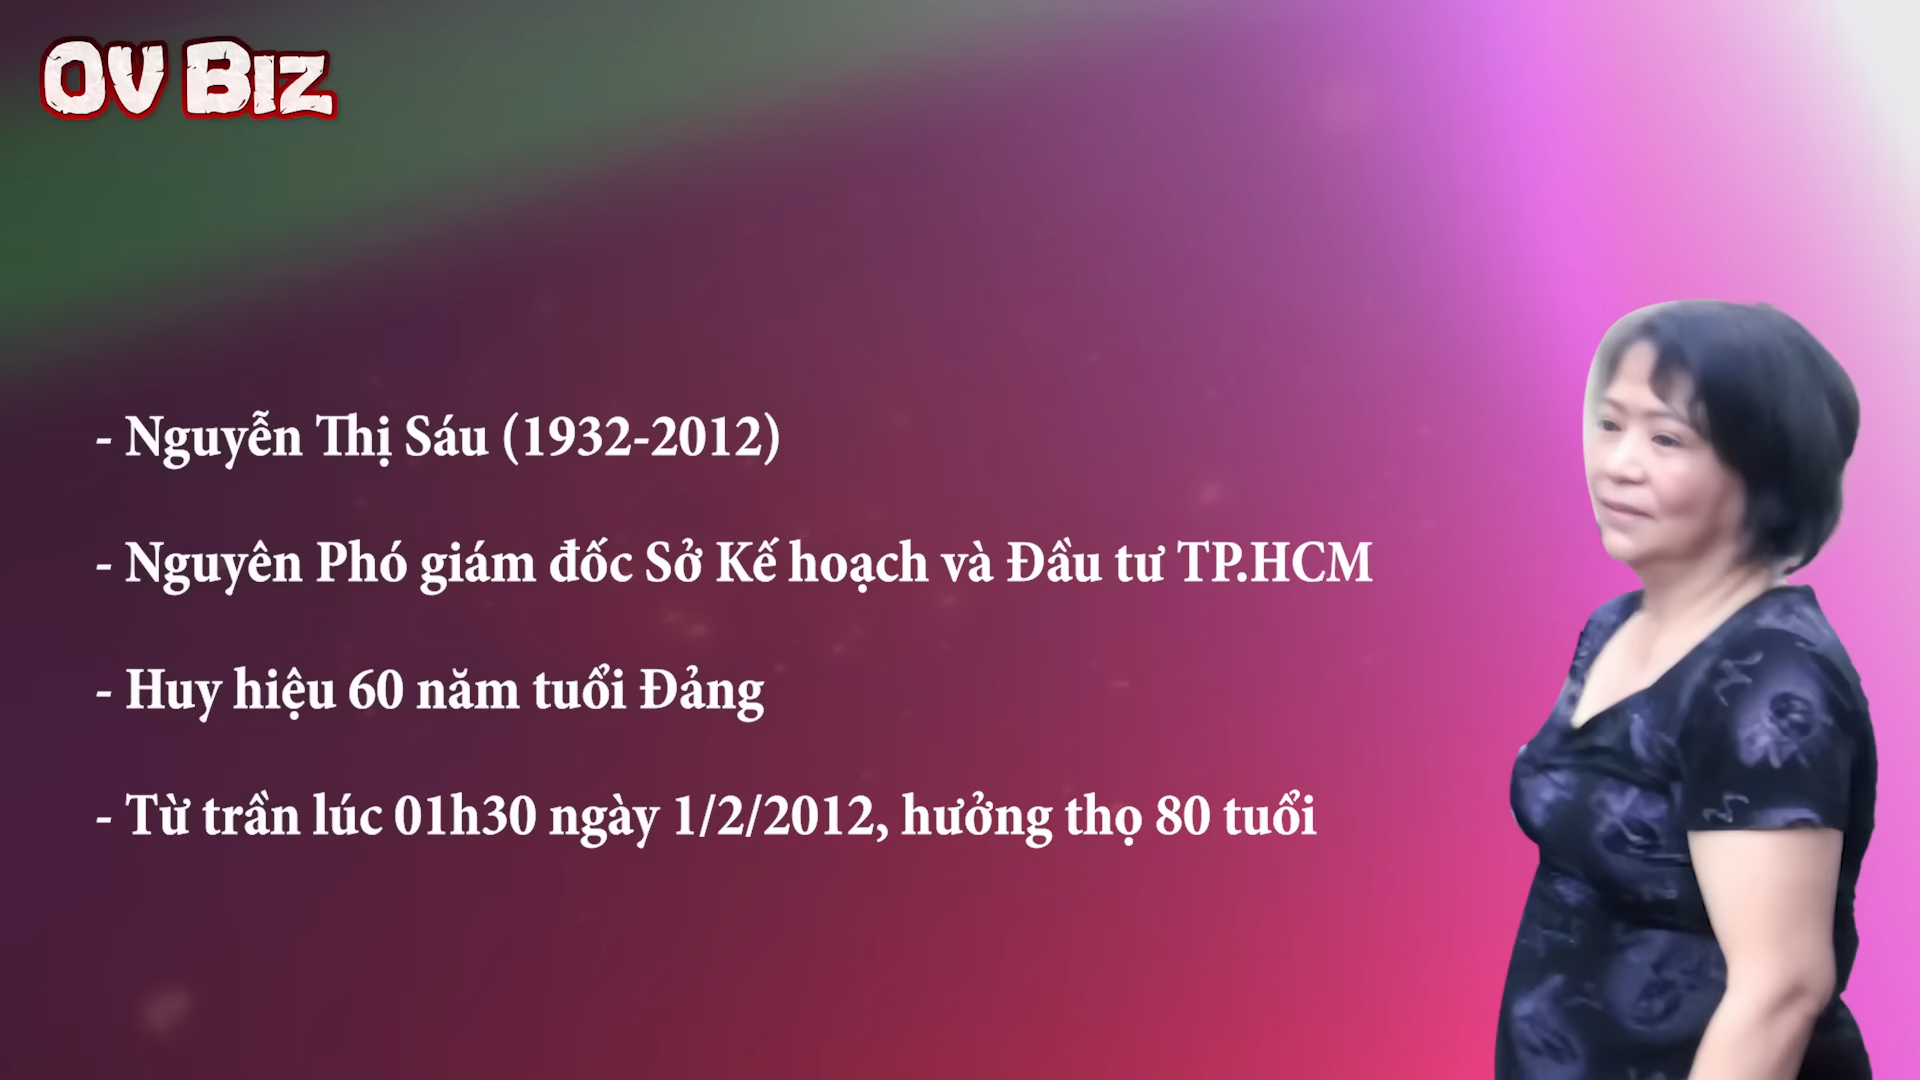 OV BIZ
- Nguyễn Thị Sáu (1932-2012)
- Nguyên Phó giám đốc Sở Kế hoạch và Đầu tư TP.HCM
- Huy hiệu 60 năm tuổi Đảng
- Từ trần lúc 01h30 ngày 1/2/2012, hưởng thọ 80 tuổi